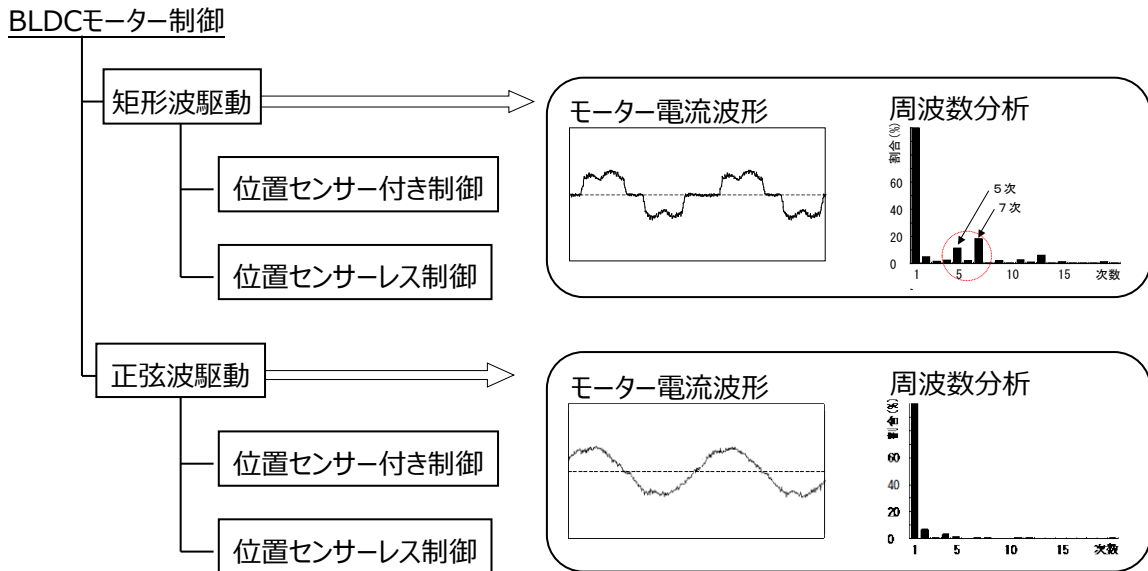 BLDCモーター制御
矩形波駆動
位置センサー付き制御
位置センサーレス制御
モーター電流波形
周波数分析
割合(%)
60
40
20
0
5次
7次
1 5 10 15 次数
正弦波駆動
位置センサー付き制御
位置センサーレス制御
モーター電流波形
周波数分析
割合(%)
60
40
20
0
1 5 10 15 次数